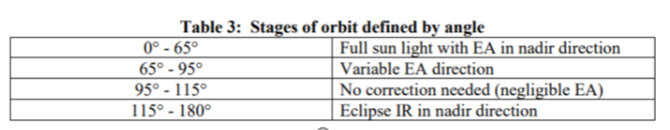 Table 3:  Stages of orbit defined by angle
0° - 65° Full sun light with EA in nadir direction
65° - 95° Variable EA direction
95° - 115° No correction needed (negligible EA)
115° - 180° Eclipse IR in nadir direction